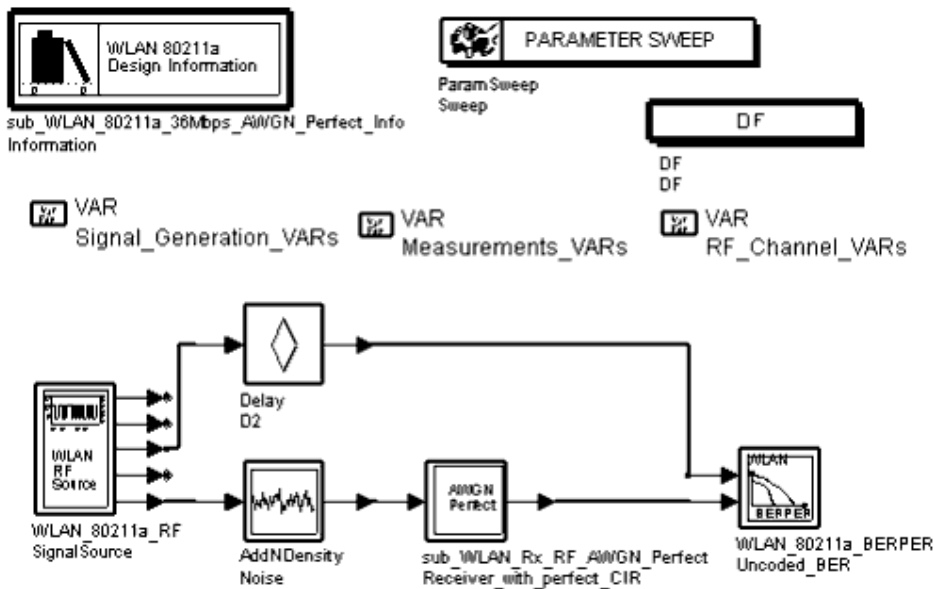 WLAN 80211a
Design Information
sub_WLAN_80211a_36Mbps_AWGN_Perfect_Info
Information
PARAMETER SWEEP
ParamSweep
Sweep
DF
DF
DF
VAR
Signal_Generation_VARs
VAR
Measurements_VARs
VAR
RF_Channel_VARs
Delay
D2
WLAN
RF
Source
WLAN_80211a_RF
SignalSource
AddNDensity
Noise
AWGN
Perfect
sub_WLAN_Rx_RF_AWGN_Perfect
Receiver_with_perfect_CIR
WLAN
BERPER
WLAN_80211a_BERPER
Uncoded_BER